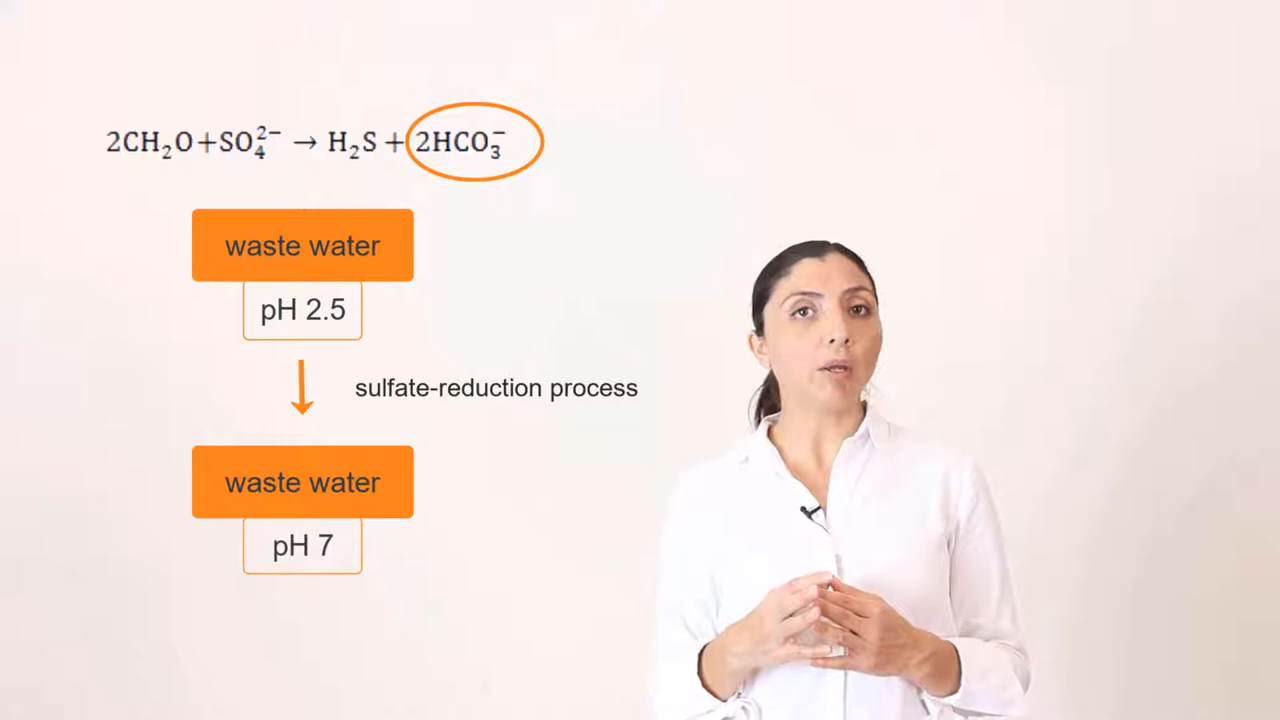 2CH₂O+SO₄²⁻ → H₂S + 2HCO₃⁻
waste water
pH 2.5
sulfate-reduction process
waste water
pH 7